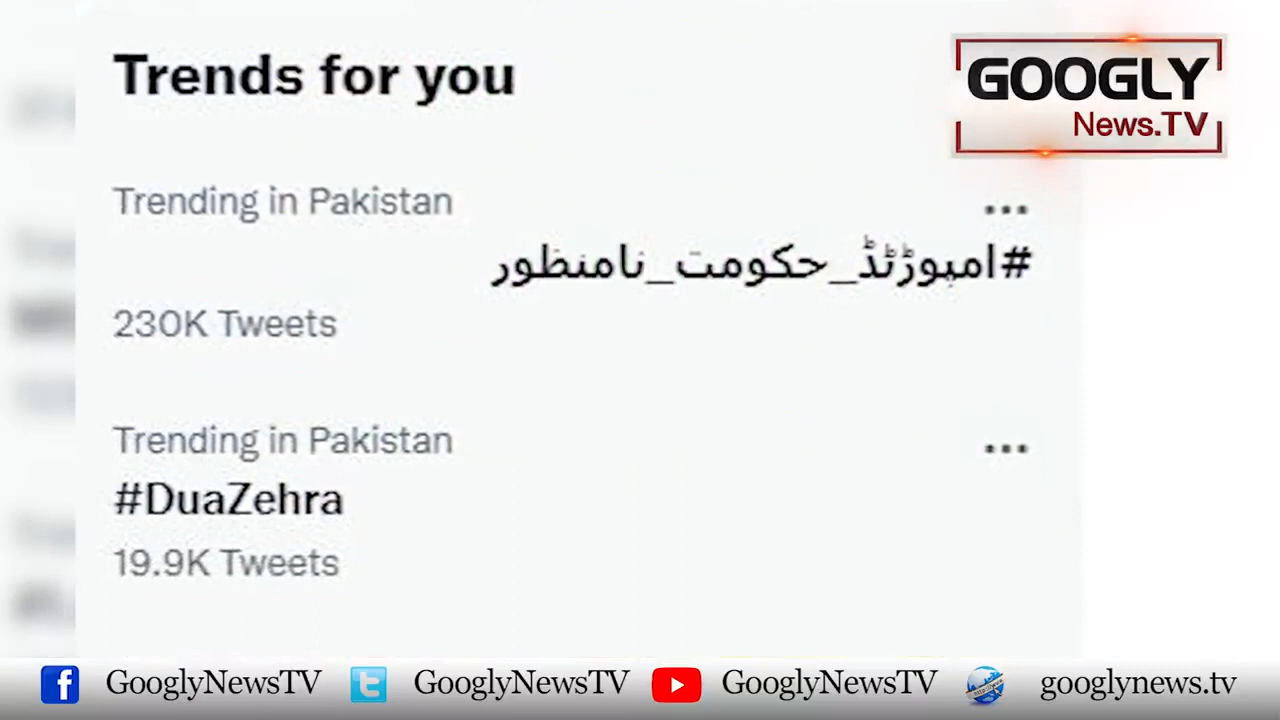 Trends for you
GOOGLY
News.TV
Trending in Pakistan
#امپورٹڈ_حکومت_نامنظور
230K Tweets
Trending in Pakistan
#DuaZehra
19.9K Tweets
GooglyNewsTV GooglyNewsTV GooglyNewsTV googlynews.tv